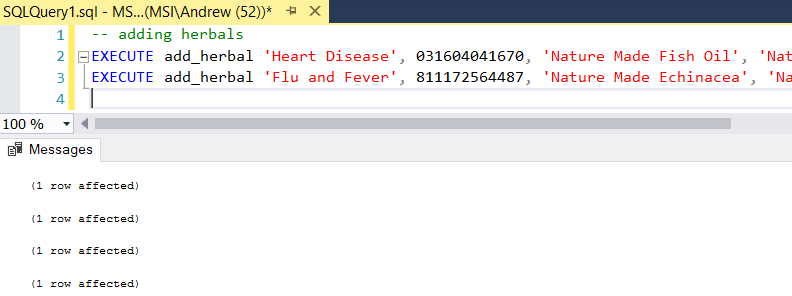 SQLQuery1.sql - MS...(MSI\Andrew (52))*
1 -- adding herbals
2 EXECUTE add_herbal 'Heart Disease', 031604041670, 'Nature Made Fish Oil', 'Nat
3 EXECUTE add_herbal 'Flu and Fever', 811172564487, 'Nature Made Echinacea', 'Na
4
100 %
Messages
(1 row affected)
(1 row affected)
(1 row affected)
(1 row affected)